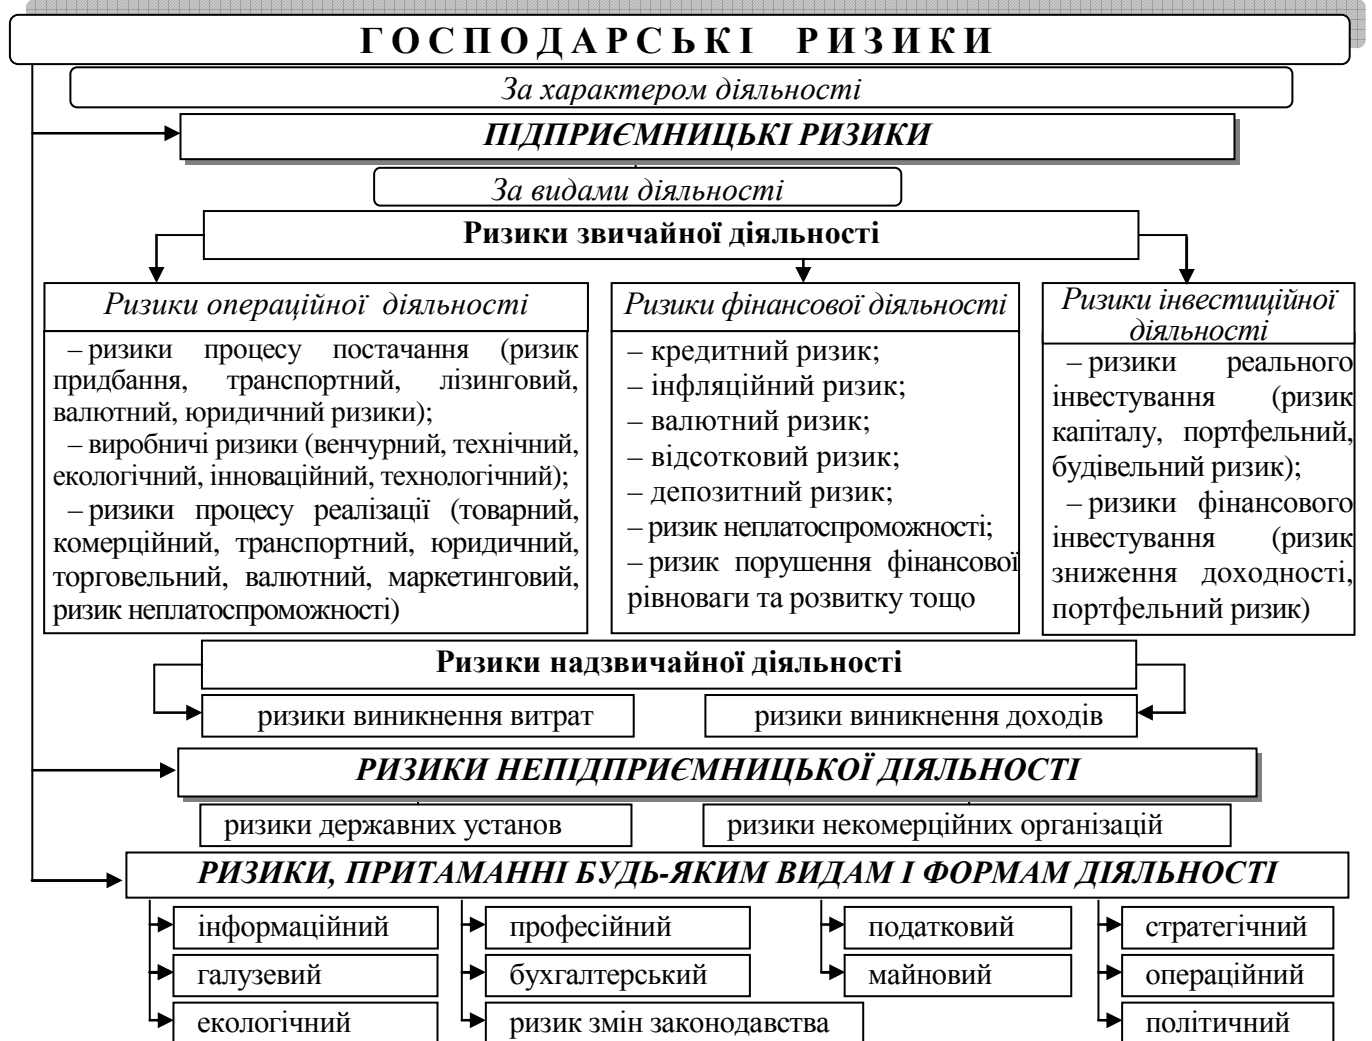 ГОСПОДАРСЬКІ РИЗИКИ
За характером діяльності
ПІДПРИЄМНИЦЬКІ РИЗИКИ
За видами діяльності
Ризики звичайної діяльності
Ризики операційної діяльності
– ризики процесу постачання (ризик
придбання, транспортний, лізинговий,
валютний, юридичний ризики);
– виробничі ризики (венчурний, технічний,
екологічний, інноваційний, технологічний);
– ризики процесу реалізації (товарний,
комерційний, транспортний, юридичний,
торговельний, валютний, маркетинговий,
ризик неплатоспроможності)
Ризики фінансової діяльності
– кредитний ризик;
– інфляційний ризик;
– валютний ризик;
– відсотковий ризик;
– депозитний ризик;
– ризик неплатоспроможності;
– ризик порушення фінансової
рівноваги та розвитку тощо
Ризики інвестиційної
діяльності
– ризики реального
інвестування (ризик
капіталу, портфельний,
будівельний ризик);
– ризики фінансового
інвестування (ризик
зниження доходності,
портфельний ризик)
Ризики надзвичайної діяльності
ризики виникнення витрат
ризики виникнення доходів
РИЗИКИ НЕПІДПРИЄМНИЦЬКОЇ ДІЯЛЬНОСТІ
ризики державних установ
ризики некомерційних організацій
РИЗИКИ, ПРИТАМАННІ БУДЬ-ЯКИМ ВИДАМ І ФОРМАМ ДІЯЛЬНОСТІ
інформаційний
галузевий
екологічний
професійний
бухгалтерський
ризик змін законодавства
податковий
майновий
стратегічний
операційний
політичний